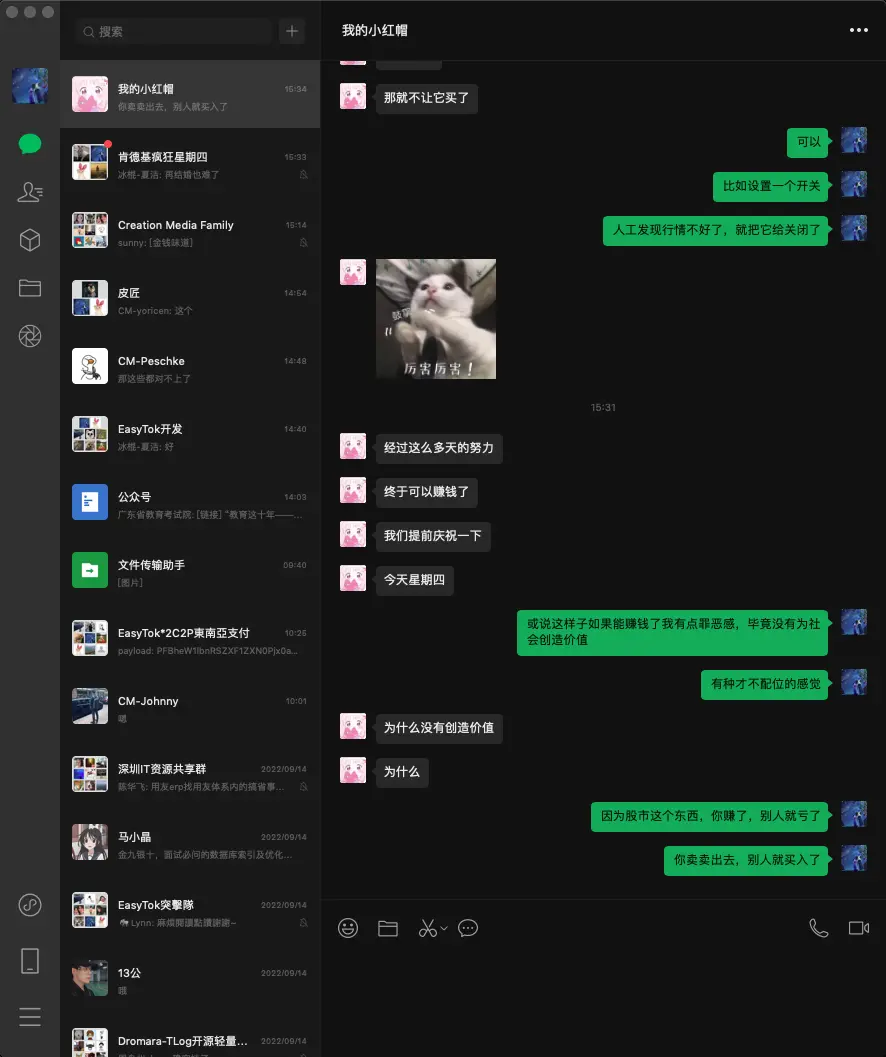 搜索
我的小红帽
15:34
你卖卖出去，别人就买入了
肯德基疯狂星期四
15:33
冰棍-夏洁: 再结婚也难了
Creation Media Family
15:14
sunny: [金钱味道]
皮匠
14:54
CM-yoricen: 这个
CM-Peschke
14:48
那这些都对不上了
EasyTok开发
14:40
冰棍-夏洁: 好
公众号
14:03
广东省教育考试院: [链接] “教育这十年——...
文件传输助手
09:40
[图片]
EasyTok*2C2P東南亞支付
10:25
payload: PFBheW1lbnRSZXF1ZXN0Pjx0a...
CM-Johnny
10:01
嗯
深圳IT资源共享群
2022/09/14
陈华飞: 用友erp找用友体系内的搞省事...
马小晶
2022/09/14
金九银十，面试必问的数据库索引及优化...
EasyTok突擊隊
2022/09/14
Lynn: 麻煩閱讀點讚謝謝~
13公
2022/09/14
哦
Dromara-TLog开源轻量...
2022/09/14
我的小红帽
那就不让它买了
可以
比如设置一个开关
人工发现行情不好了，就把它给关闭了
鼓掌
厉害厉害！
15:31
经过这么多天的努力
终于可以赚钱了
我们提前庆祝一下
今天星期四
或说这样子如果能赚钱了我有点罪恶感，毕竟没有为社
会创造价值
有种才不配位的感觉
为什么没有创造价值
为什么
因为股市这个东西，你赚了，别人就亏了
你卖卖出去，别人就买入了